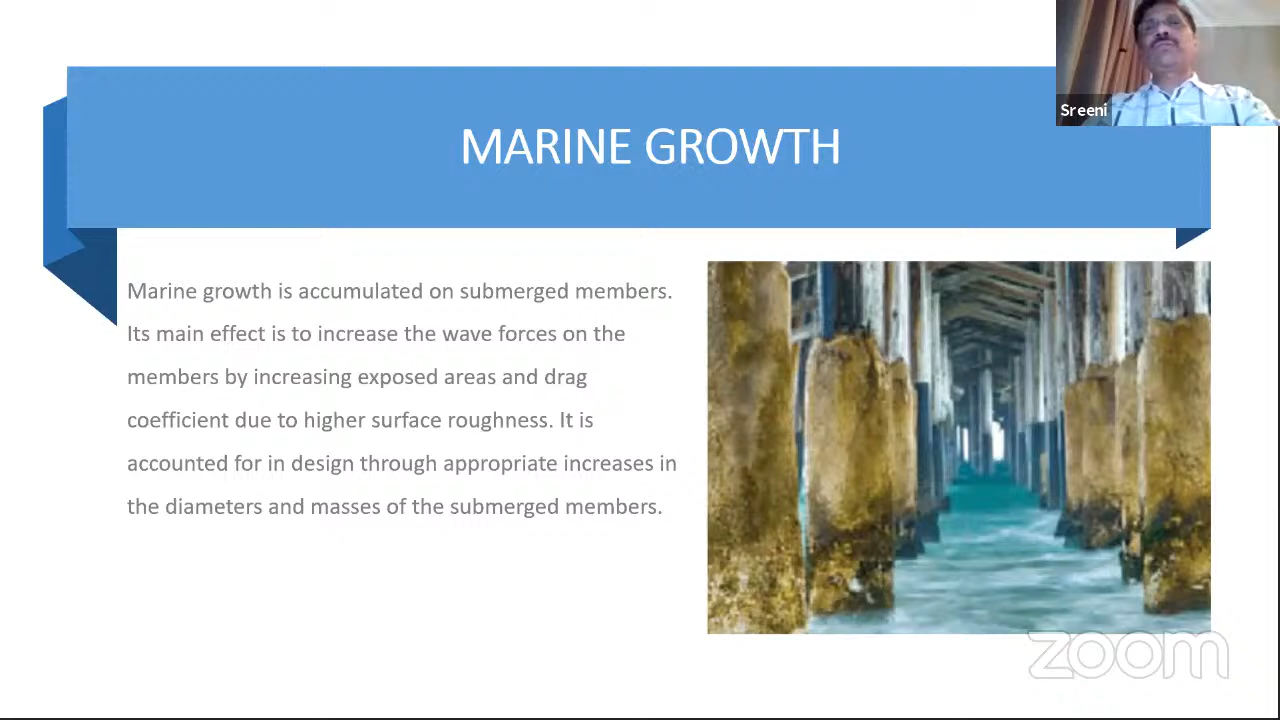 Sreeni
MARINE GROWTH
Marine growth is accumulated on submerged members.
Its main effect is to increase the wave forces on the
members by increasing exposed areas and drag
coefficient due to higher surface roughness. It is
accounted for in design through appropriate increases in
the diameters and masses of the submerged members.
zoom